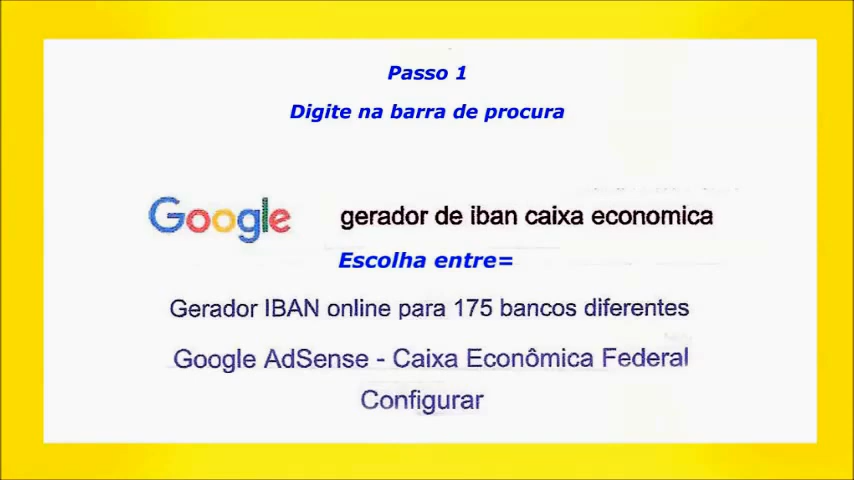 Passo 1
Digite na barra de procura
Google gerador de iban caixa economica
Escolha entre=
Gerador IBAN online para 175 bancos diferentes
Google AdSense - Caixa Econômica Federal
Configurar